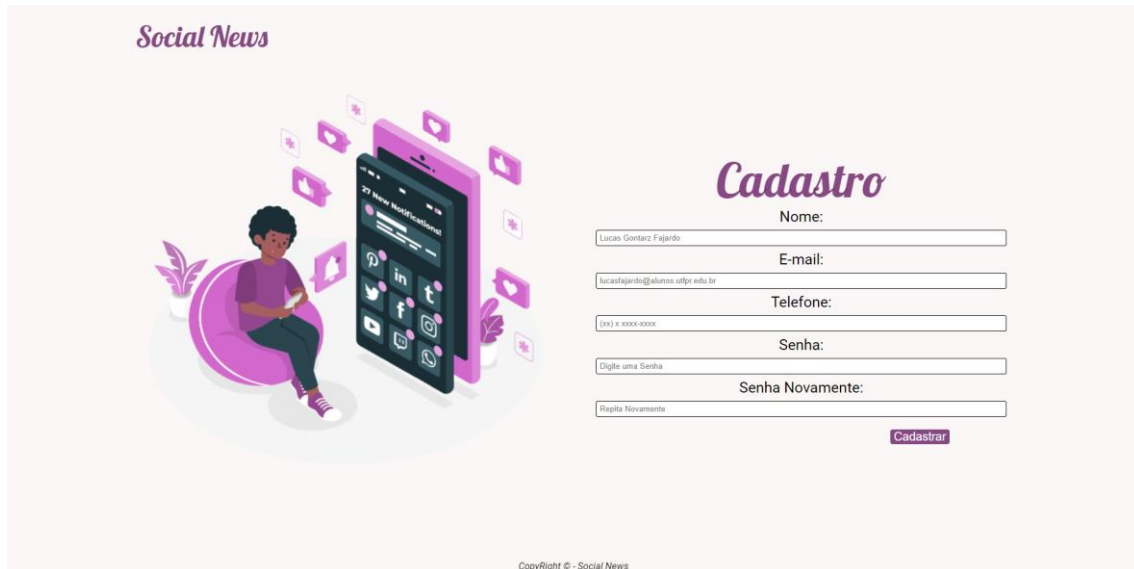 Social News
27 New Notifications!
Cadastro
Nome:
Lucas Gontarz Fajardo
E-mail:
lucasfajardo@alunos.utfpr.edu.br
Telefone:
(xx) x xxxx-xxxx
Senha:
Digite uma Senha
Senha Novamente:
Repita Novamente
Cadastrar
CopyRight © - Social News